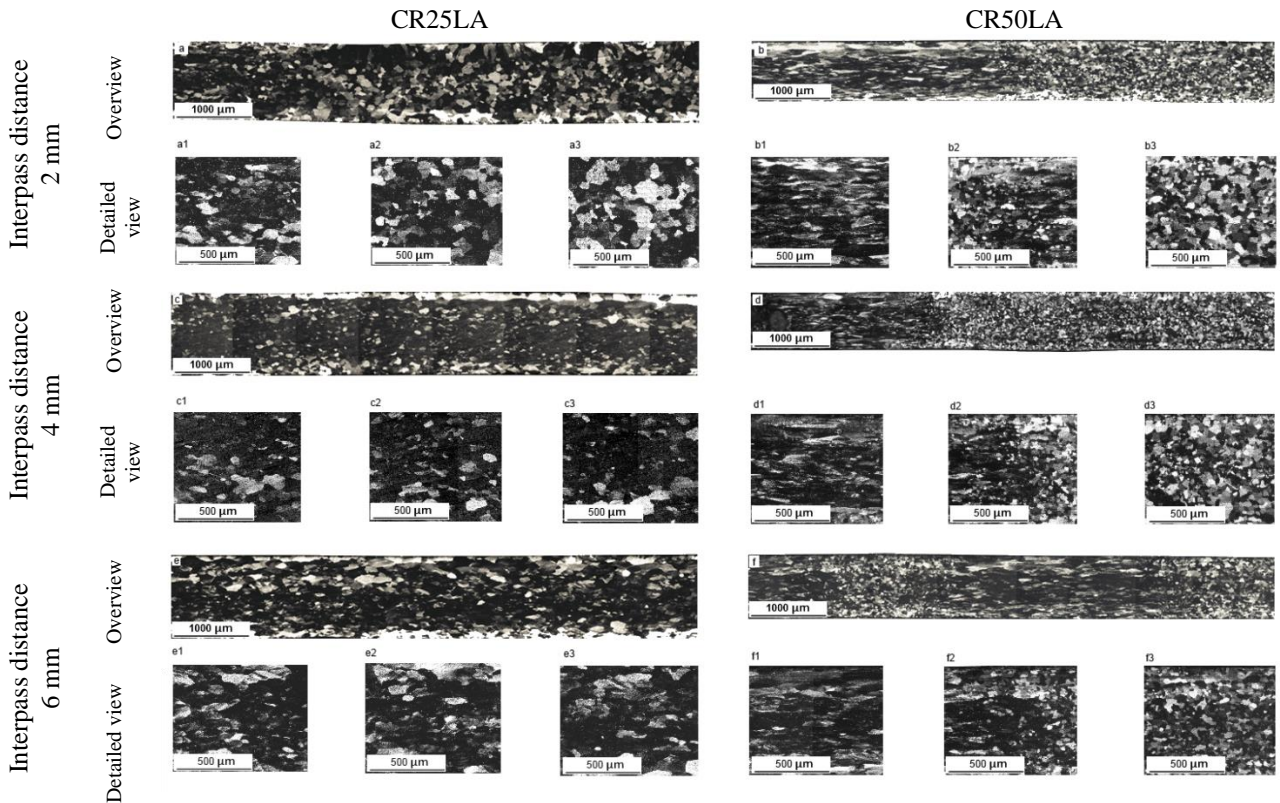 CR25LA
CR50LA
Interpass distance
2 mm
Overview
a
1000 µm
b
1000 µm
Detailed
view
a1
500 µm
a2
500 µm
a3
500 µm
b1
500 µm
b2
500 µm
b3
500 µm
Interpass distance
4 mm
Overview
c
1000 µm
d
1000 µm
Detailed
view
c1
500 µm
c2
500 µm
c3
500 µm
d1
500 µm
d2
500 µm
d3
500 µm
Interpass distance
6 mm
Overview
e
1000 µm
f
1000 µm
Detailed view
e1
500 µm
e2
500 µm
e3
500 µm
f1
500 µm
f2
500 µm
f3
500 µm